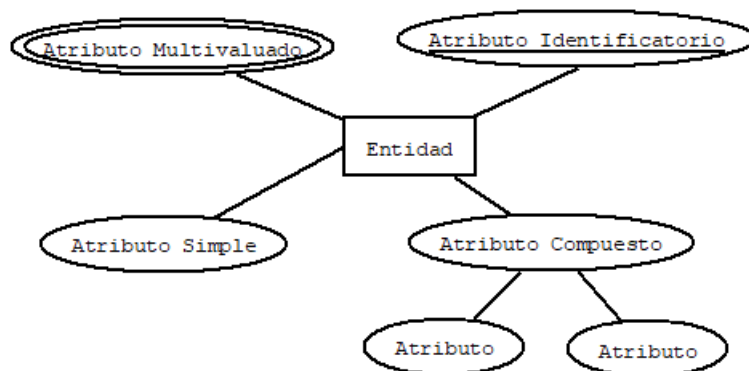 Atributo Multivaluado
Atributo Identificatorio
Entidad
Atributo Simple
Atributo Compuesto
Atributo
Atributo